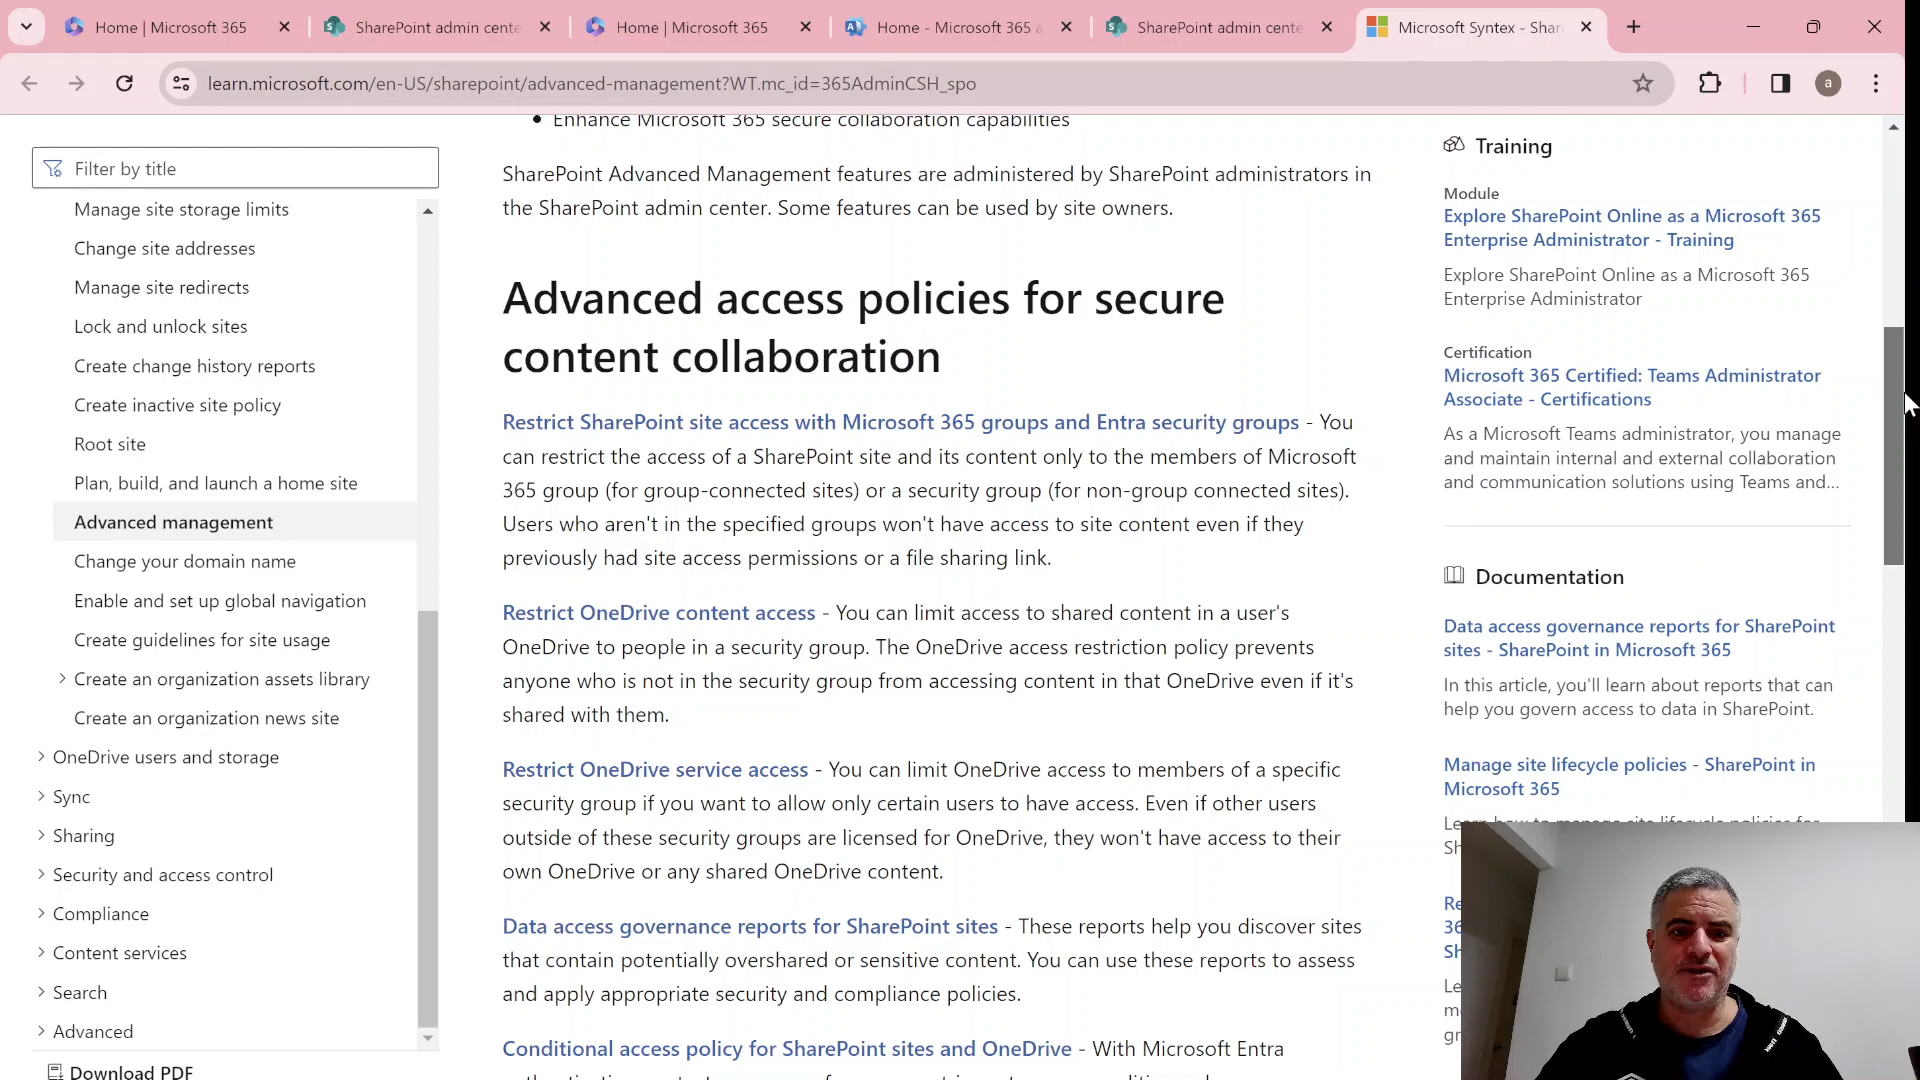 Home | Microsoft 365
SharePoint admin cente
Home | Microsoft 365
Home - Microsoft 365 a
SharePoint admin cente
Microsoft Syntex - Shar
learn.microsoft.com/en-US/sharepoint/advanced-management?WT.mc_id=365AdminCSH_spo
a
Filter by title
Manage site storage limits
Change site addresses
Manage site redirects
Lock and unlock sites
Create change history reports
Create inactive site policy
Root site
Plan, build, and launch a home site
Advanced management
Change your domain name
Enable and set up global navigation
Create guidelines for site usage
Create an organization assets library
Create an organization news site
OneDrive users and storage
Sync
Sharing
Security and access control
Compliance
Content services
Search
Advanced
Download PDF
• Enhance Microsoft 365 secure collaboration capabilities
SharePoint Advanced Management features are administered by SharePoint administrators in
the SharePoint admin center. Some features can be used by site owners.
Advanced access policies for secure
content collaboration
Restrict SharePoint site access with Microsoft 365 groups and Entra security groups - You
can restrict the access of a SharePoint site and its content only to the members of Microsoft
365 group (for group-connected sites) or a security group (for non-group connected sites).
Users who aren't in the specified groups won't have access to site content even if they
previously had site access permissions or a file sharing link.
Restrict OneDrive content access - You can limit access to shared content in a user's
OneDrive to people in a security group. The OneDrive access restriction policy prevents
anyone who is not in the security group from accessing content in that OneDrive even if it's
shared with them.
Restrict OneDrive service access - You can limit OneDrive access to members of a specific
security group if you want to allow only certain users to have access. Even if other users
outside of these security groups are licensed for OneDrive, they won't have access to their
own OneDrive or any shared OneDrive content.
Data access governance reports for SharePoint sites - These reports help you discover sites
that contain potentially overshared or sensitive content. You can use these reports to assess
and apply appropriate security and compliance policies.
Conditional access policy for SharePoint sites and OneDrive - With Microsoft Entra
Training
Module
Explore SharePoint Online as a Microsoft 365
Enterprise Administrator - Training
Explore SharePoint Online as a Microsoft 365
Enterprise Administrator
Certification
Microsoft 365 Certified: Teams Administrator
Associate - Certifications
As a Microsoft Teams administrator, you manage
and maintain internal and external collaboration
and communication solutions using Teams and...
Documentation
Data access governance reports for SharePoint
sites - SharePoint in Microsoft 365
In this article, you'll learn about reports that can
help you govern access to data in SharePoint.
Manage site lifecycle policies - SharePoint in
Microsoft 365